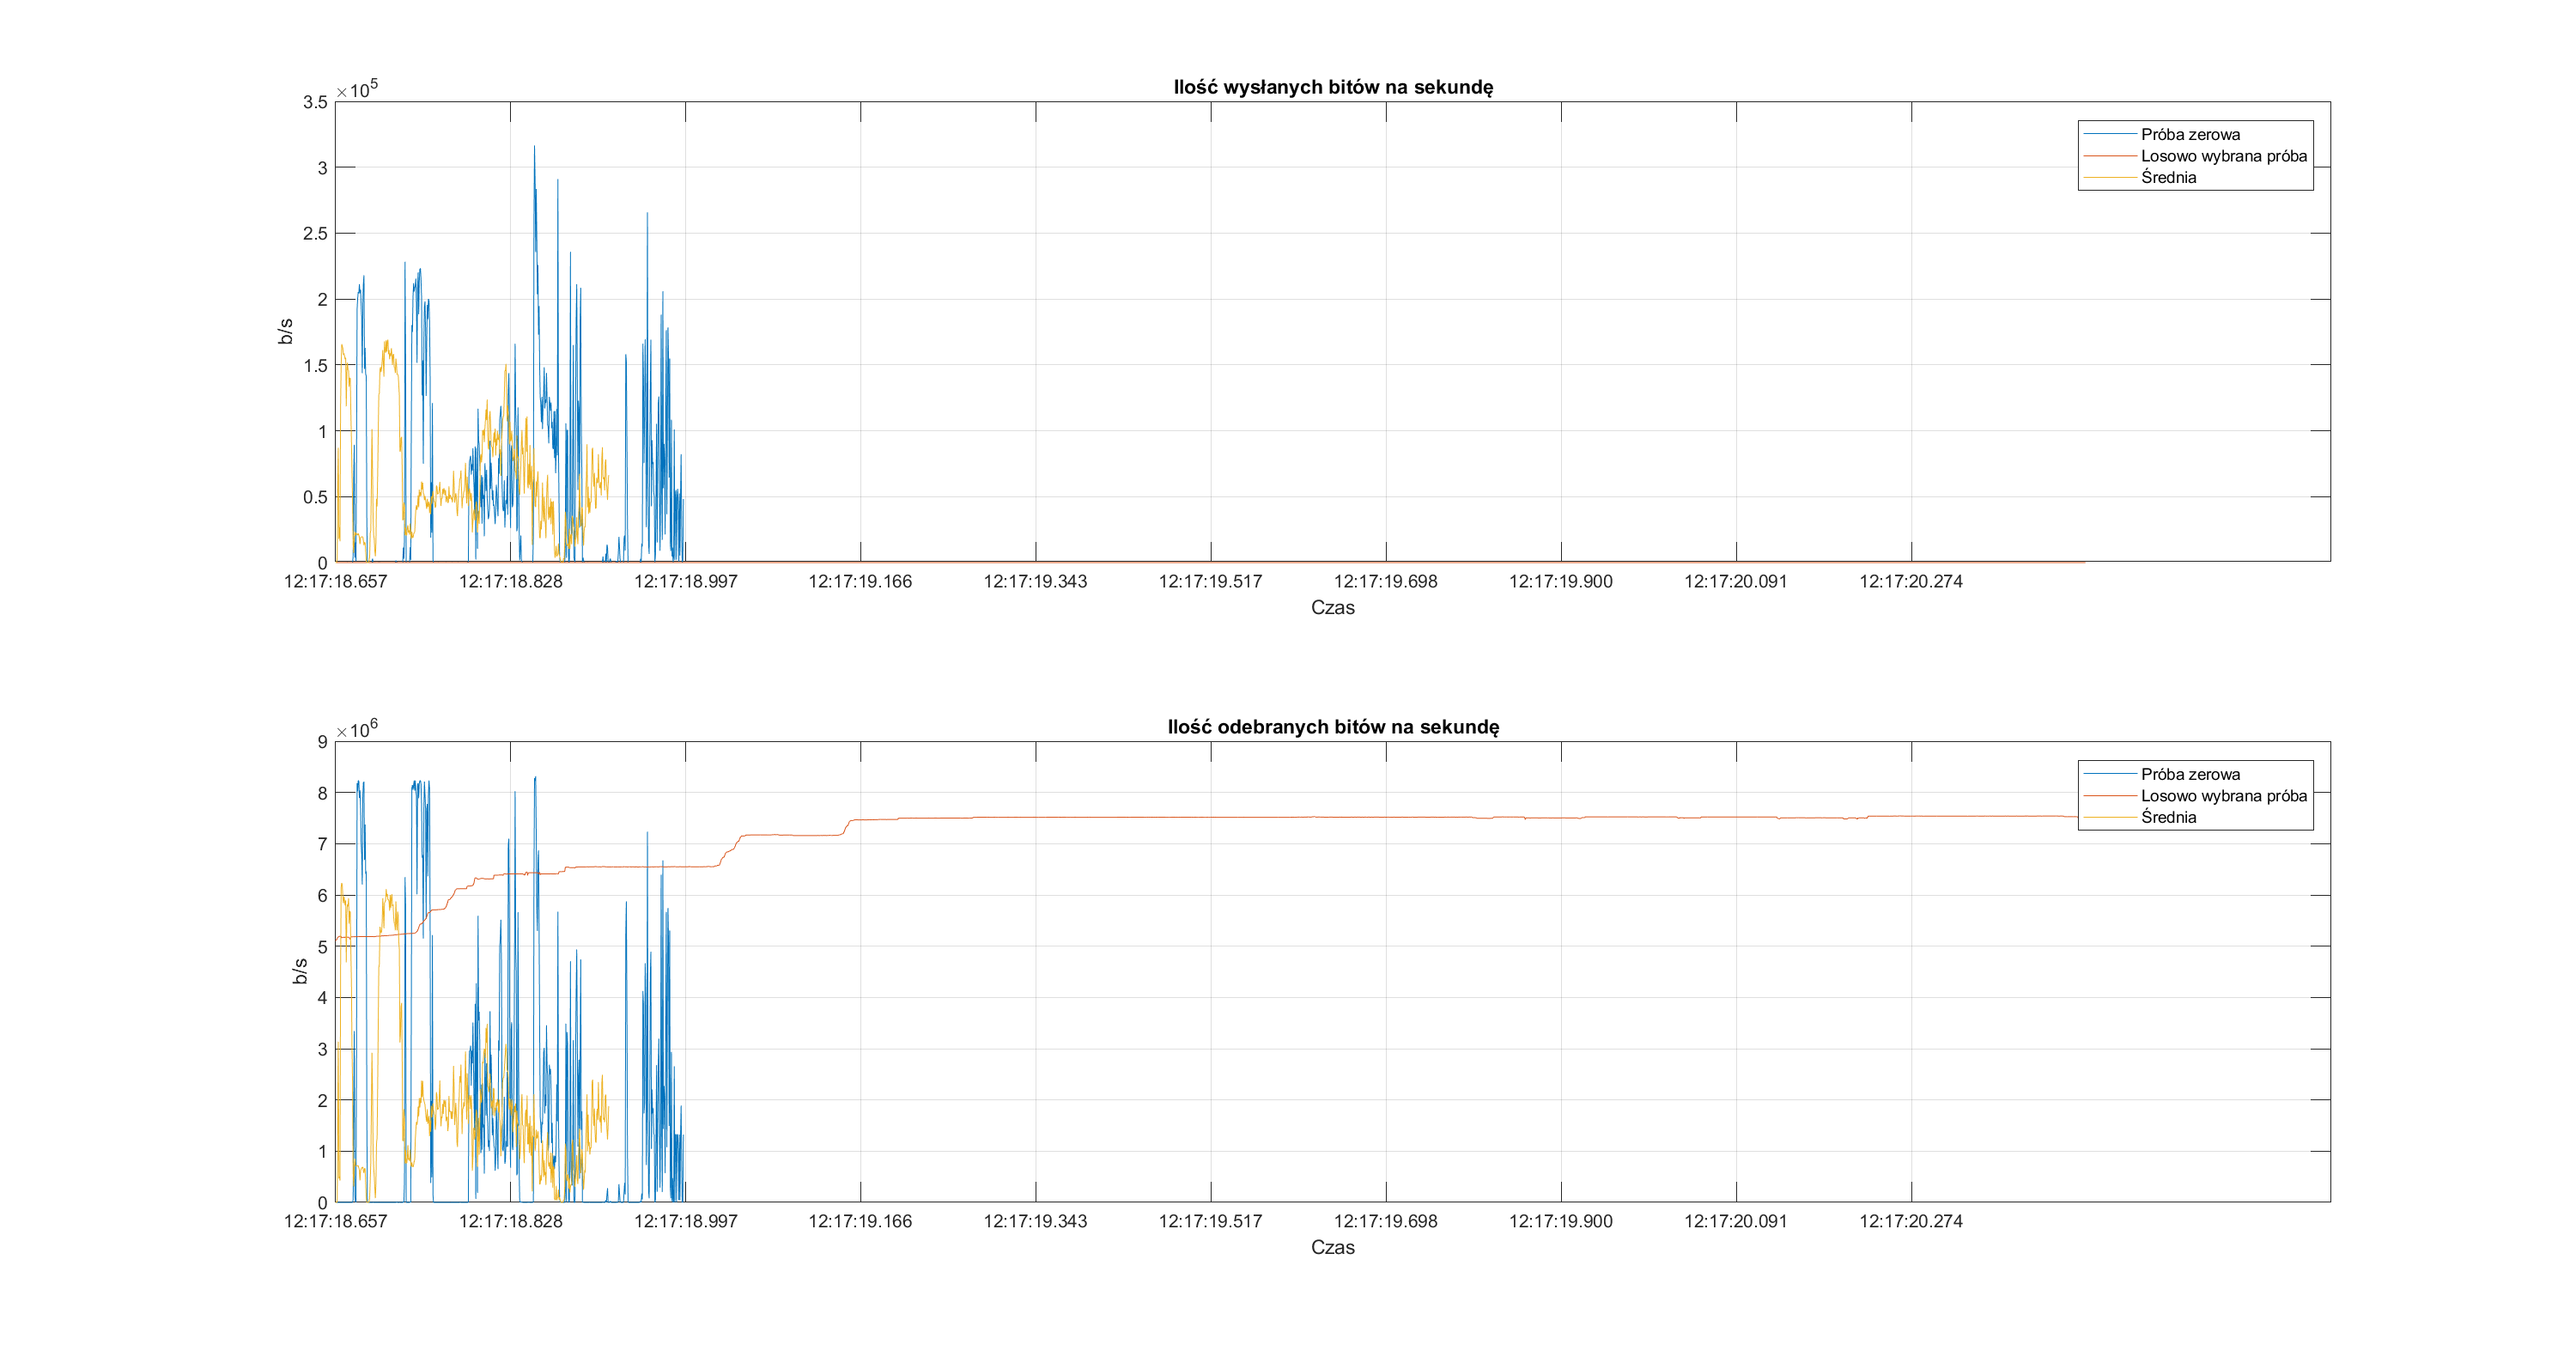 Ilość wysłanych bitów na sekundę
×10^5
3.5
3
2.5
2
1.5
1
0.5
0
b/s
Próba zerowa
Losowo wybrana próba
Średnia
12:17:18.657 12:17:18.828 12:17:18.997 12:17:19.166 12:17:19.343 12:17:19.517 12:17:19.698 12:17:19.900 12:17:20.091 12:17:20.274
Czas
Ilość odebranych bitów na sekundę
×10^6
9
8
7
6
5
4
3
2
1
0
b/s
Próba zerowa
Losowo wybrana próba
Średnia
12:17:18.657 12:17:18.828 12:17:18.997 12:17:19.166 12:17:19.343 12:17:19.517 12:17:19.698 12:17:19.900 12:17:20.091 12:17:20.274
Czas